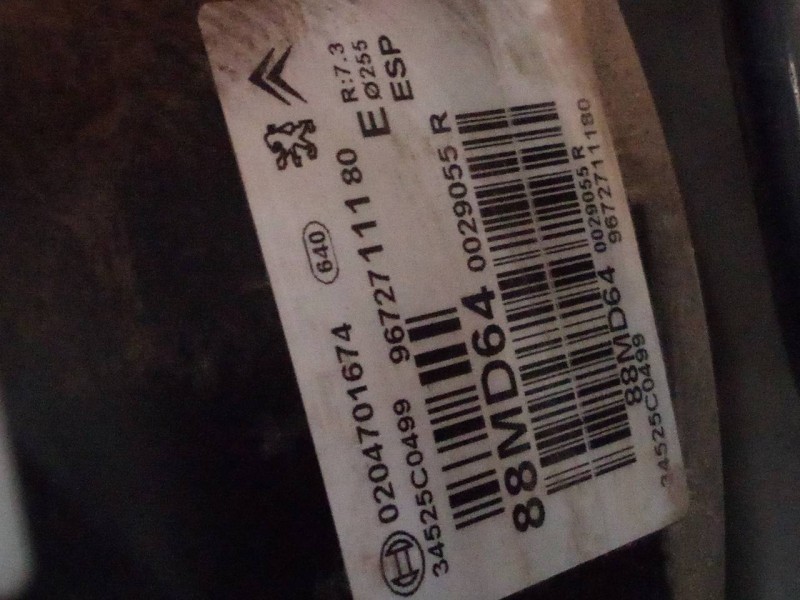 0204701674 640
34525C0499 96727111 80 E R:7.3
Ø255
ESP
88MD64 0029055 R
88MD64 0029055 R
34525C0499 9672711180